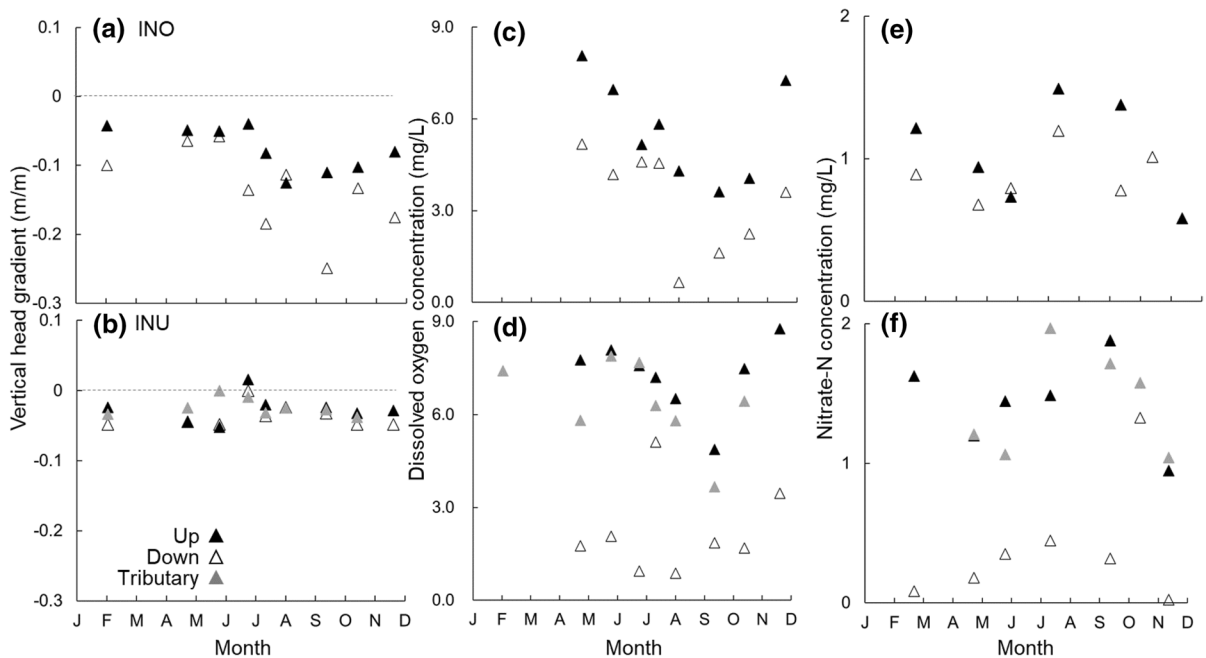 (a) INO
0.1
0
-0.1
-0.2
-0.3
Vertical head gradient (m/m)
(b) INU
0.1
0
-0.1
-0.2
-0.3
Up
Down
Tributary
J F M A M J J A S O N D
Month
(c)
9.0
6.0
3.0
0.0
Dissolved oxygen concentration (mg/L)
(d)
9.0
6.0
3.0
0.0
J F M A M J J A S O N D
Month
(e)
2
1
0
Nitrate-N concentration (mg/L)
(f)
2
1
0
J F M A M J J A S O N D
Month